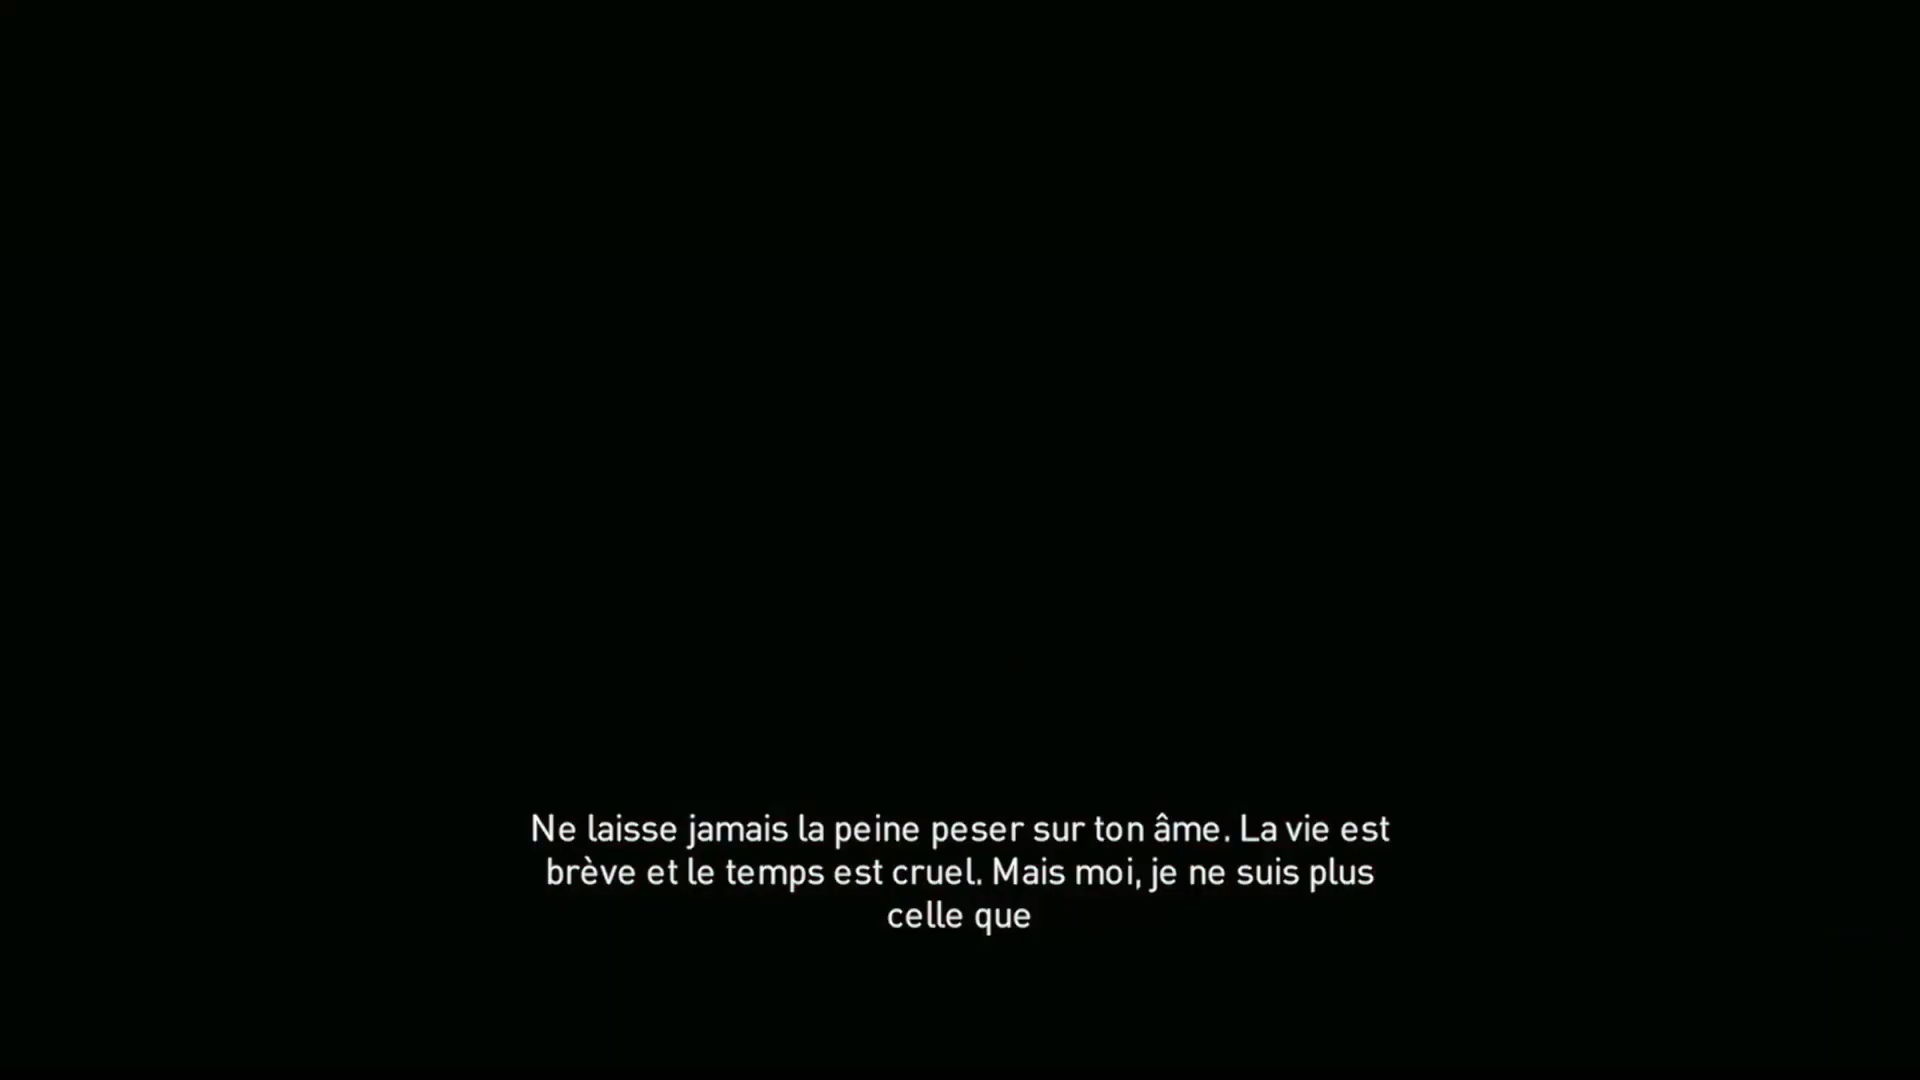 Ne laisse jamais la peine peser sur ton âme. La vie est
brève et le temps est cruel. Mais moi, je ne suis plus
celle que